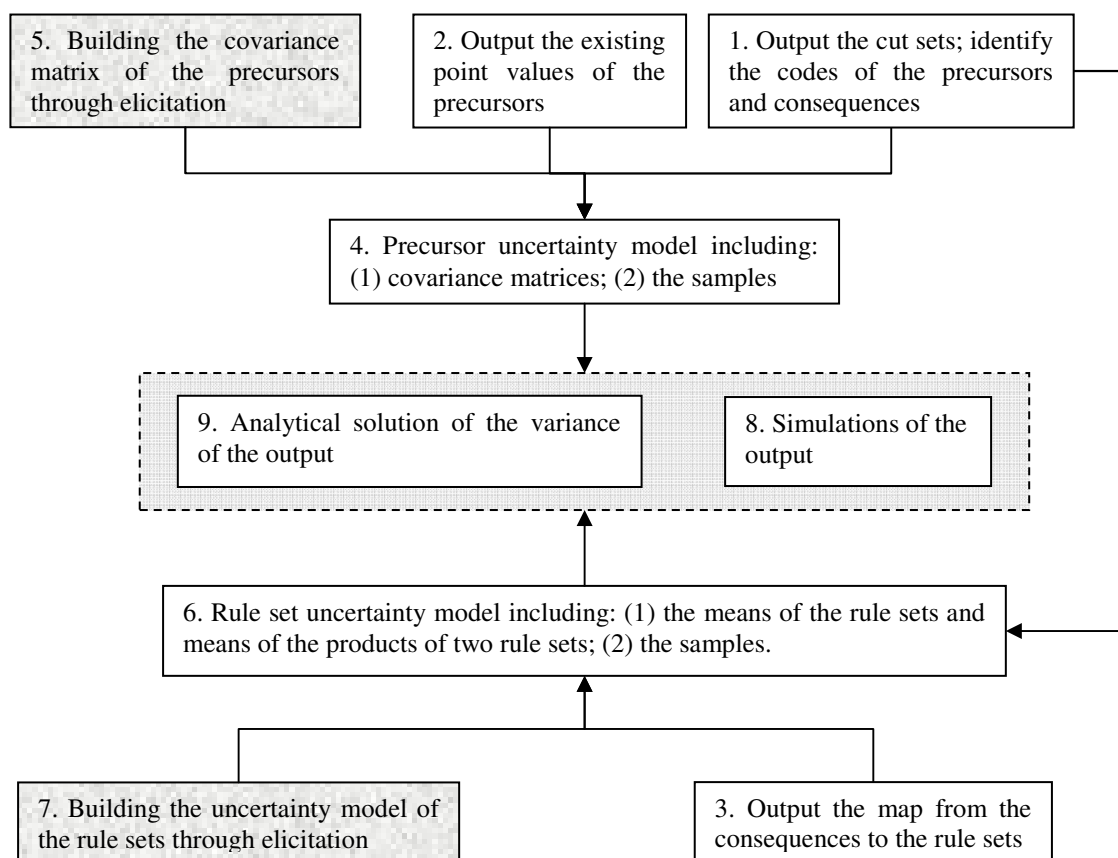 5. Building the covariance
matrix of the precursors
through elicitation
2. Output the existing
point values of the
precursors
1. Output the cut sets; identify
the codes of the precursors
and consequences
4. Precursor uncertainty model including:
(1) covariance matrices; (2) the samples
9. Analytical solution of the variance
of the output
8. Simulations of the
output
6. Rule set uncertainty model including: (1) the means of the rule sets and
means of the products of two rule sets; (2) the samples.
7. Building the uncertainty model of
the rule sets through elicitation
3. Output the map from the
consequences to the rule sets